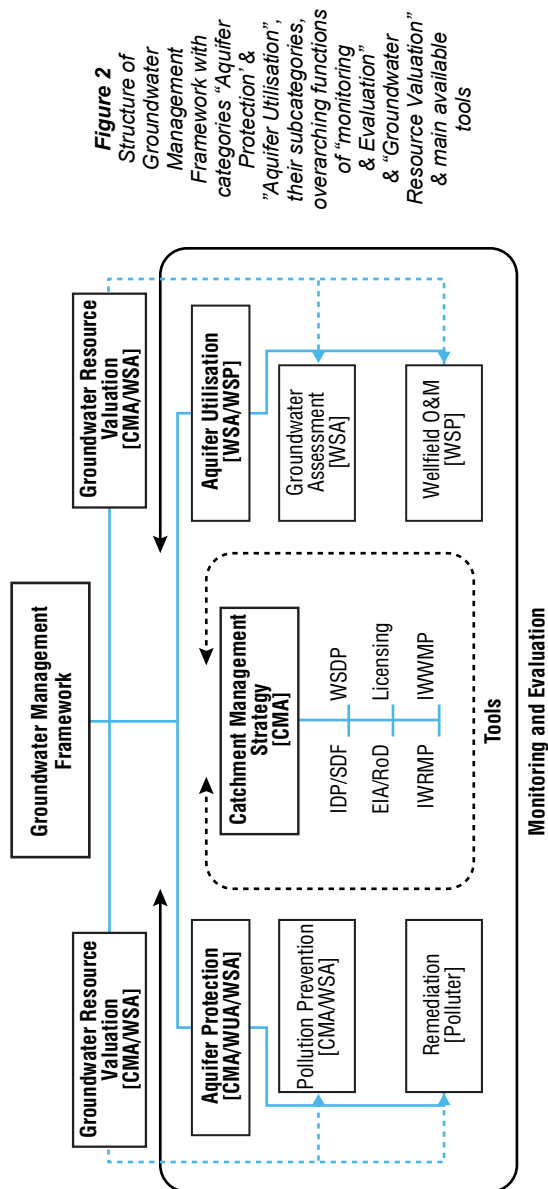 Groundwater Management
Framework
Groundwater Resource
Valuation
[CMA/WSA]
Groundwater Resource
Valuation
[CMA/WSA]
Aquifer Protection
[CMA/WUA/WSA]
Pollution Prevention
[CMA/WSA]
Remediation
[Polluter]
Catchment Management
Strategy
[CMA]
IDP/SDF WSDP
EIA/RoD Licensing
IWRMP IWWMP
Tools
Aquifer Utilisation
[WSA/WSP]
Groundwater
Assessment
[WSA]
Wellfield O&M
[WSP]
Monitoring and Evaluation
Figure 2
Structure of
Groundwater
Management
Framework with
categories “Aquifer
Protection’ &
”Aquifer Utilisation”,
their subcategories,
overarching functions
of “monitoring
& Evaluation”
& “Groundwater
Resource Valuation”
& main available
tools